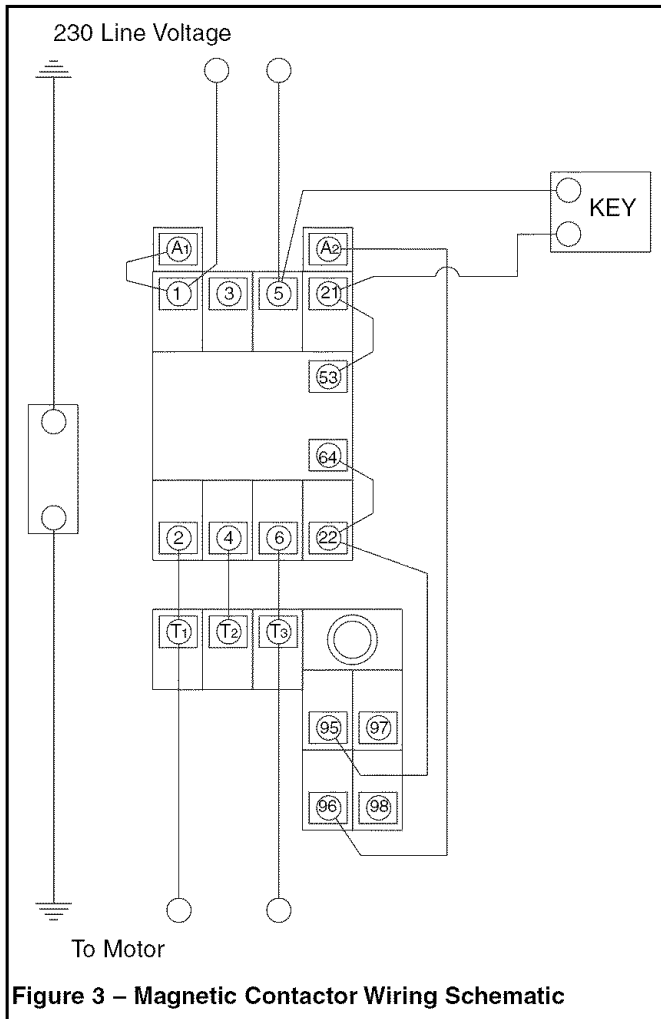 230 Line Voltage
KEY
A1 A2
1 3 5 21
53
64
2 4 6 22
T1 T2 T3
95 97
96 98
To Motor
Figure 3 – Magnetic Contactor Wiring Schematic